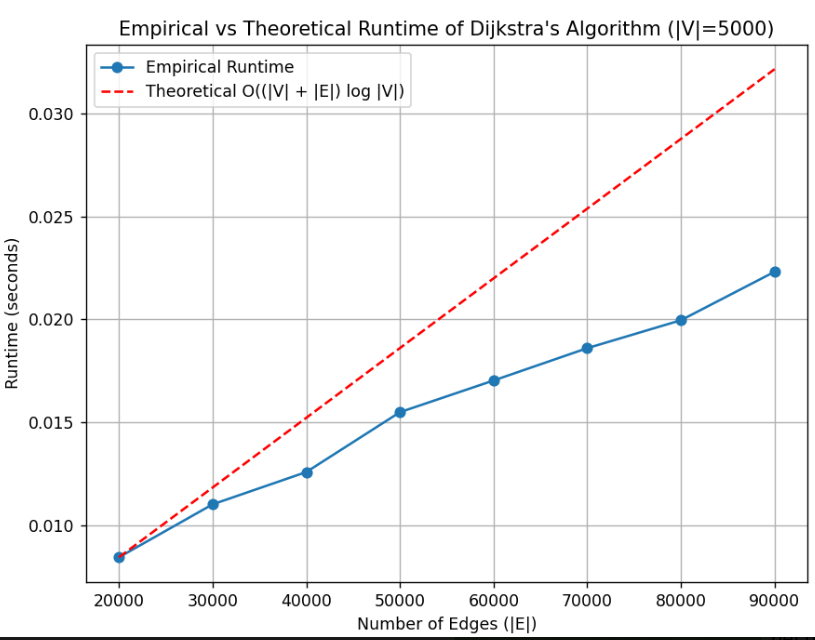 Empirical vs Theoretical Runtime of Dijkstra's Algorithm (|V|=5000)
Empirical Runtime
Theoretical O((|V| + |E|) log |V|)
0.030
0.025
0.020
0.015
0.010
Runtime (seconds)
20000 30000 40000 50000 60000 70000 80000 90000
Number of Edges (|E|)